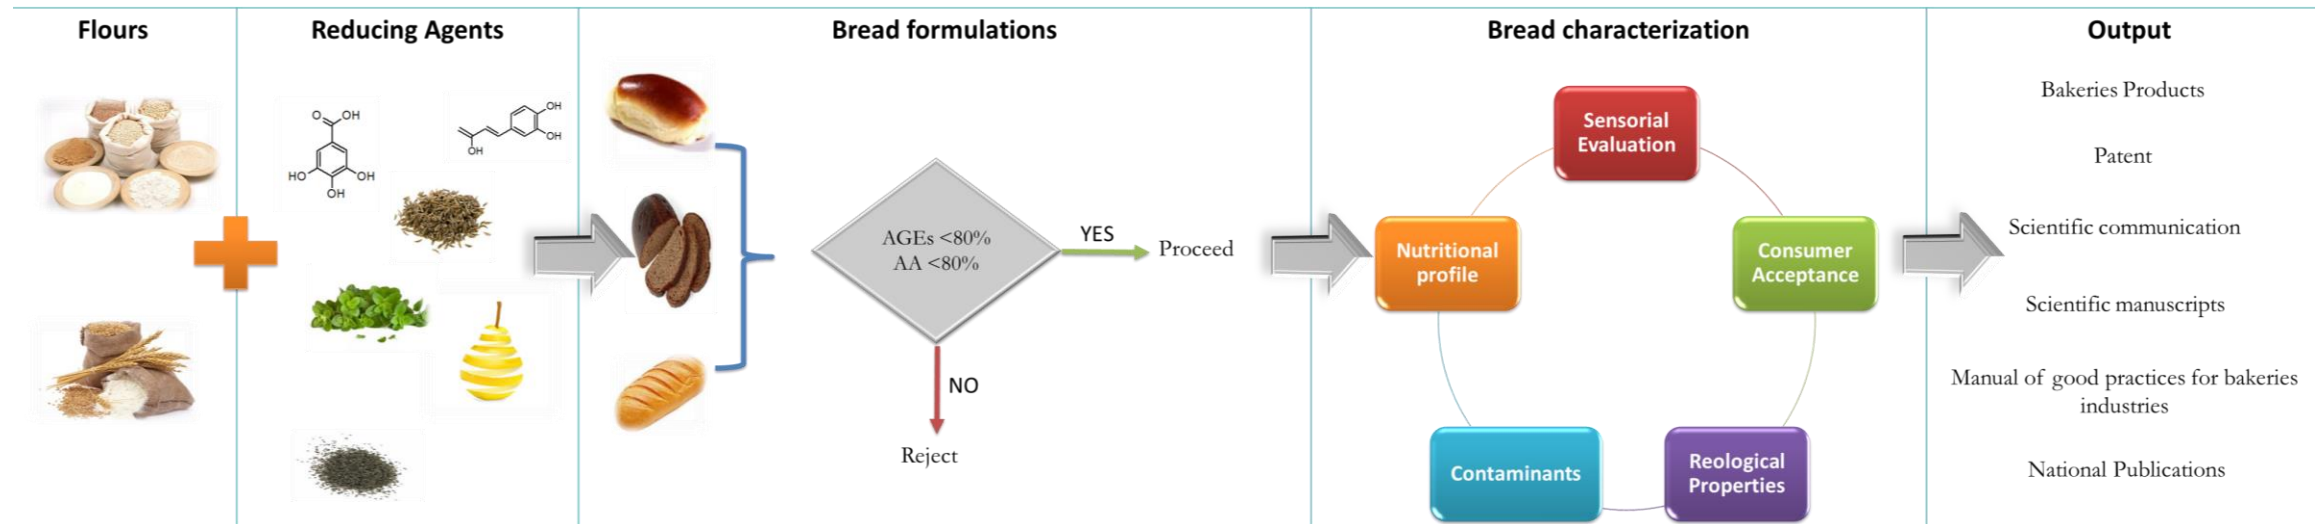 Flours
Reducing Agents
Bread formulations
Bread characterization
Output
O
OH
HO
OH
OH
OH
OH
OH
AGEs <80%
AA <80%
YES
Proceed
NO
Reject
Sensorial
Evaluation
Nutritional
profile
Consumer
Acceptance
Contaminants
Reological
Properties
Bakeries Products
Patent
Scientific communication
Scientific manuscripts
Manual of good practices for bakeries
industries
National Publications